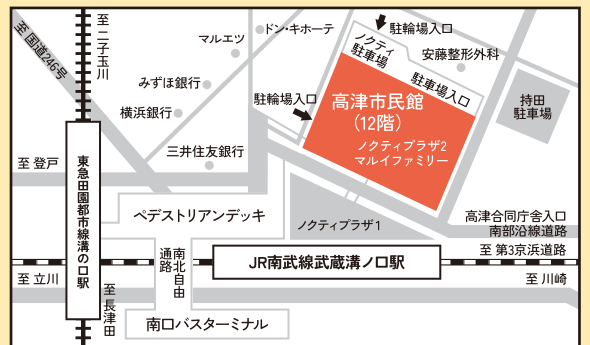 至 国道246号
至 二子玉川
マルエツ
ドン・キホーテ
駐輪場入口
ノクティ
駐車場
安藤整形外科
駐車場入口
みずほ銀行
横浜銀行
駐輪場入口
高津市民館
（12階）
ノクティプラザ2
マルイファミリー
持田
駐車場
三井住友銀行
至 登戸
東急田園都市線溝の口駅
ペデストリアンデッキ
ノクティプラザ1
高津合同庁舎入口
南部沿線道路
至 第3京浜道路
南北自由
通路
JR南武線武蔵溝ノ口駅
至 立川
至 川崎
至 長津田
南口バスターミナル